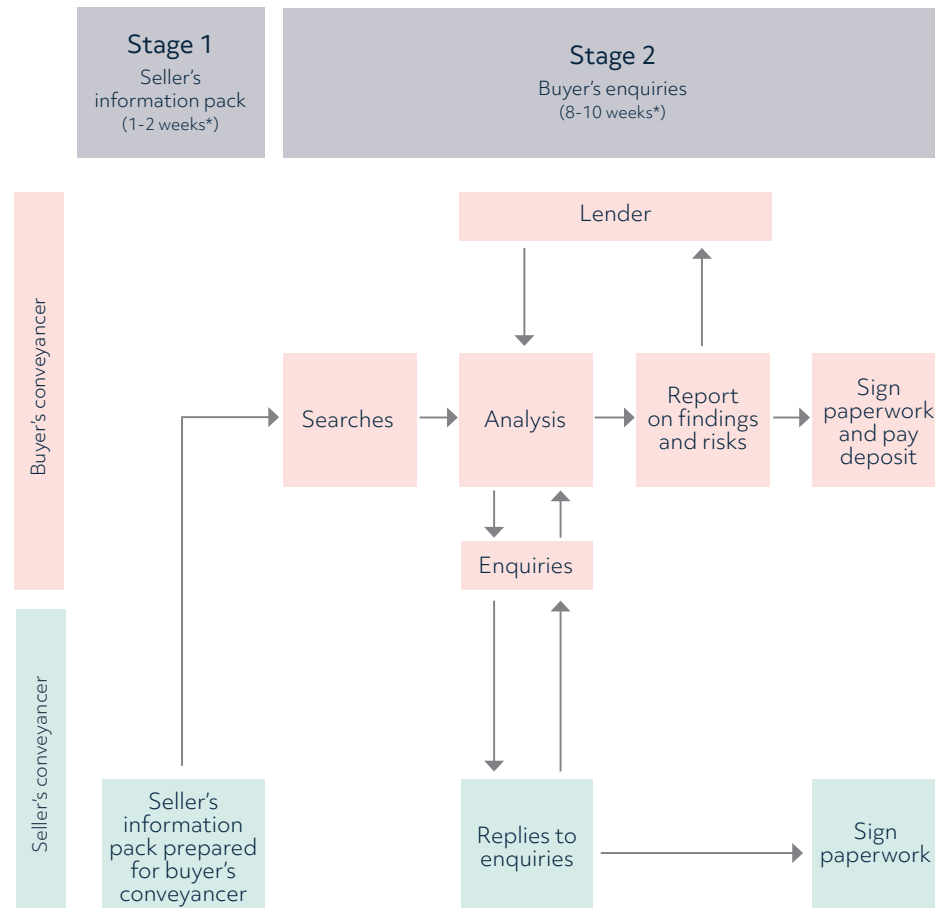 Stage 1
Seller's
information pack
(1-2 weeks*)
Stage 2
Buyer's enquiries
(8-10 weeks*)
Buyer's conveyancer
Lender
Searches
Analysis
Report
on findings
and risks
Sign
paperwork
and pay
deposit
Enquiries
Seller's conveyancer
Seller's
information
pack prepared
for buyer's
conveyancer
Replies to
enquiries
Sign
paperwork